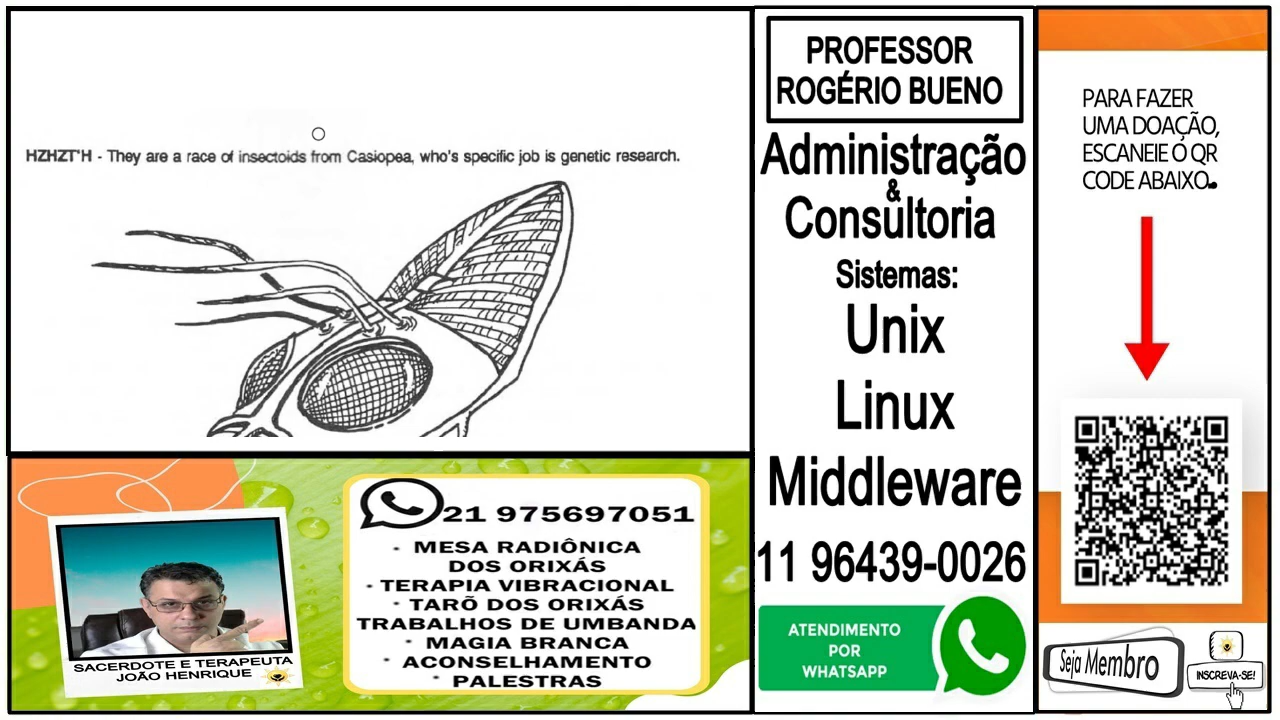 HZHZT'H - They are a race of insectoids from Casiopea, who's specific job is genetic research.
21 975697051
• MESA RADIÔNICA
DOS ORIXÁS
• TERAPIA VIBRACIONAL
• TARÔ DOS ORIXÁS
TRABALHOS DE UMBANDA
• MAGIA BRANCA
• ACONSELHAMENTO
• PALESTRAS
SACERDOTE E TERAPEUTA
JOÃO HENRIQUE
PROFESSOR
ROGÉRIO BUENO
Administração
&
Consultoria
Sistemas:
Unix
Linux
Middleware
11 96439-0026
ATENDIMENTO
POR
WHATSAPP
PARA FAZER
UMA DOAÇÃO,
ESCANEIE O QR
CODE ABAIXO.
Seja Membro
INSCREVA-SE!